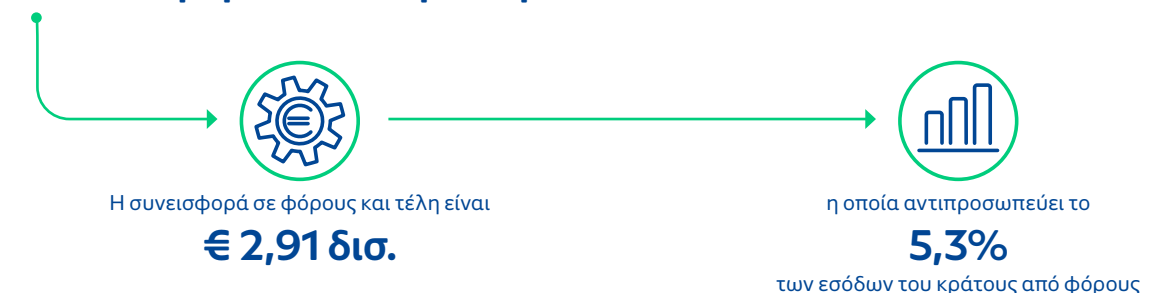 Η συνεισφορά σε φόρους και τέλη είναι
€ 2,91 δισ.
η οποία αντιπροσωπεύει το
5,3%
των εσόδων του κράτους από φόρους